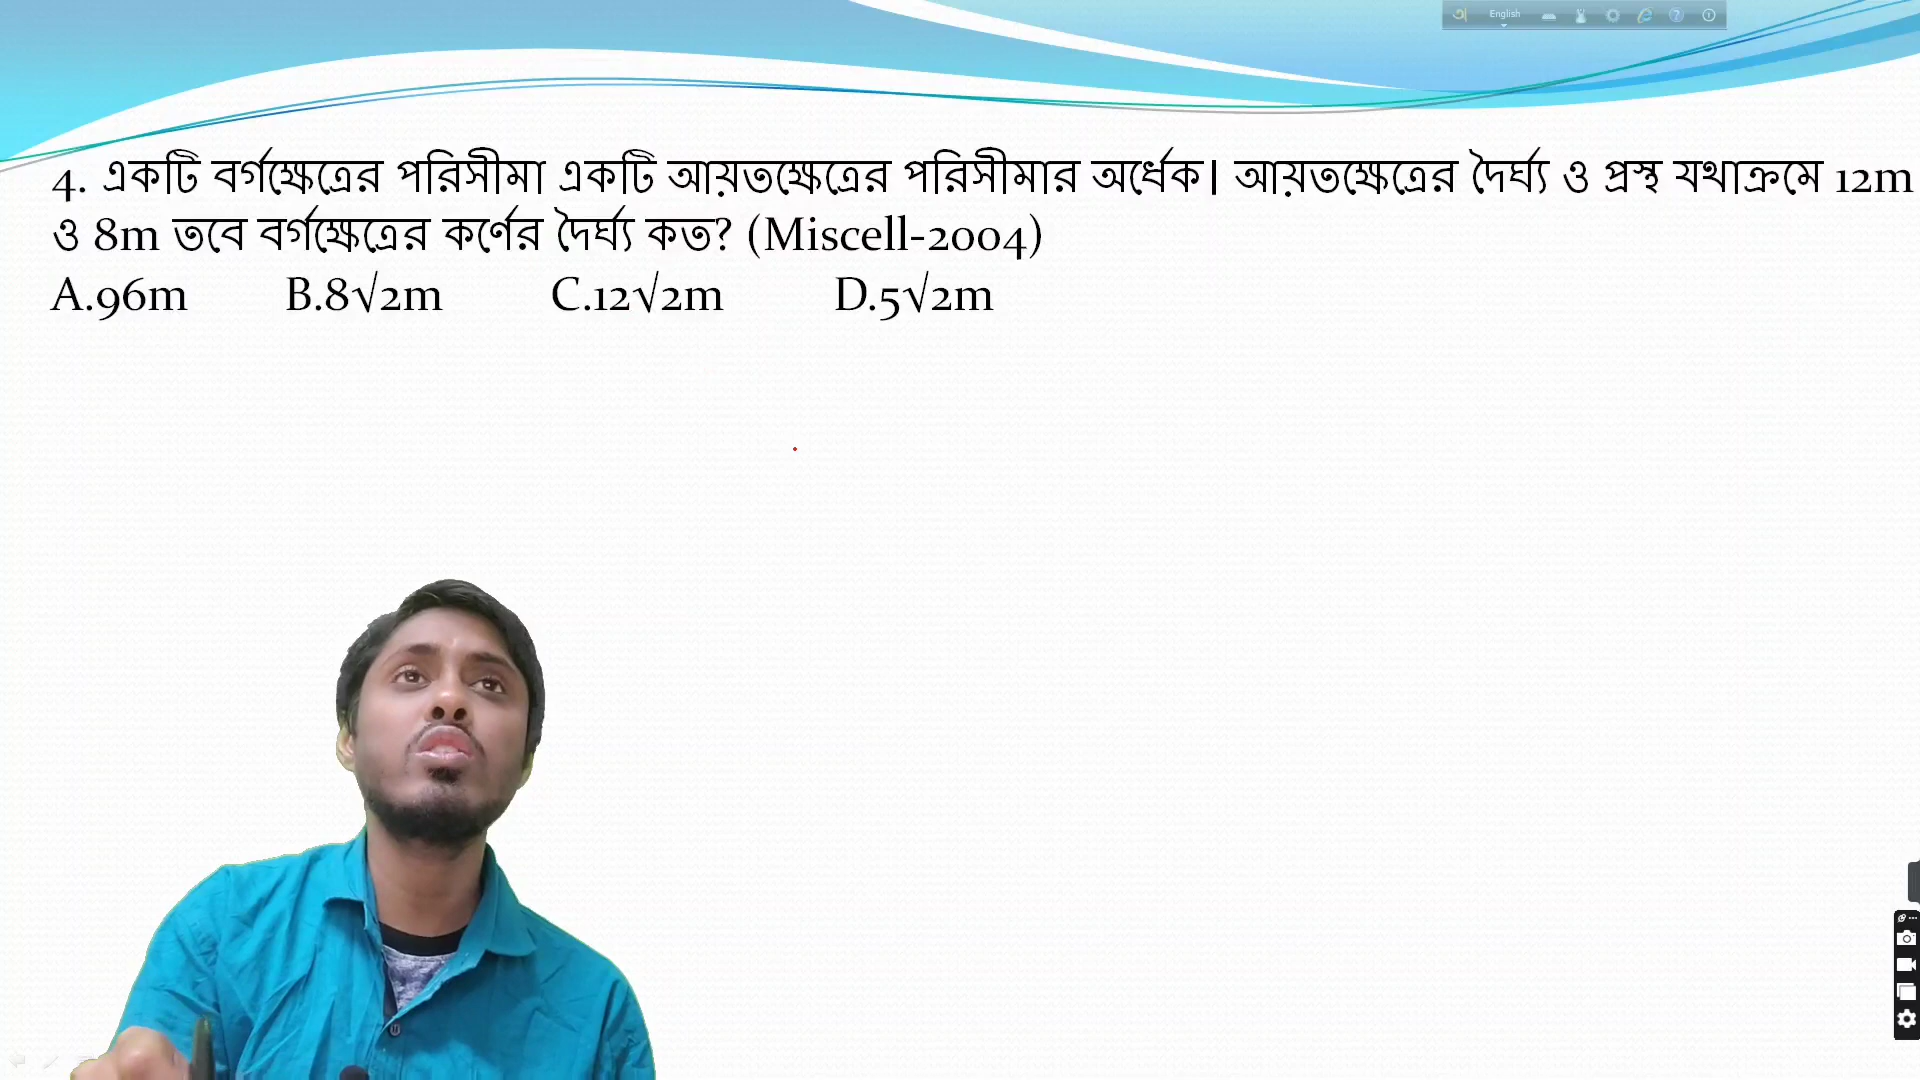 English
4. একটি বর্গক্ষেত্রের পরিসীমা একটি আয়তক্ষেত্রের পরিসীমার অর্ধেক। আয়তক্ষেত্রের দৈর্ঘ্য ও প্রস্থ যথাক্রমে 12m
ও 8m তবে বর্গক্ষেত্রের কর্ণের দৈর্ঘ্য কত? (Miscell-2004)
A.96m B.8√2m C.12√2m D.5√2m